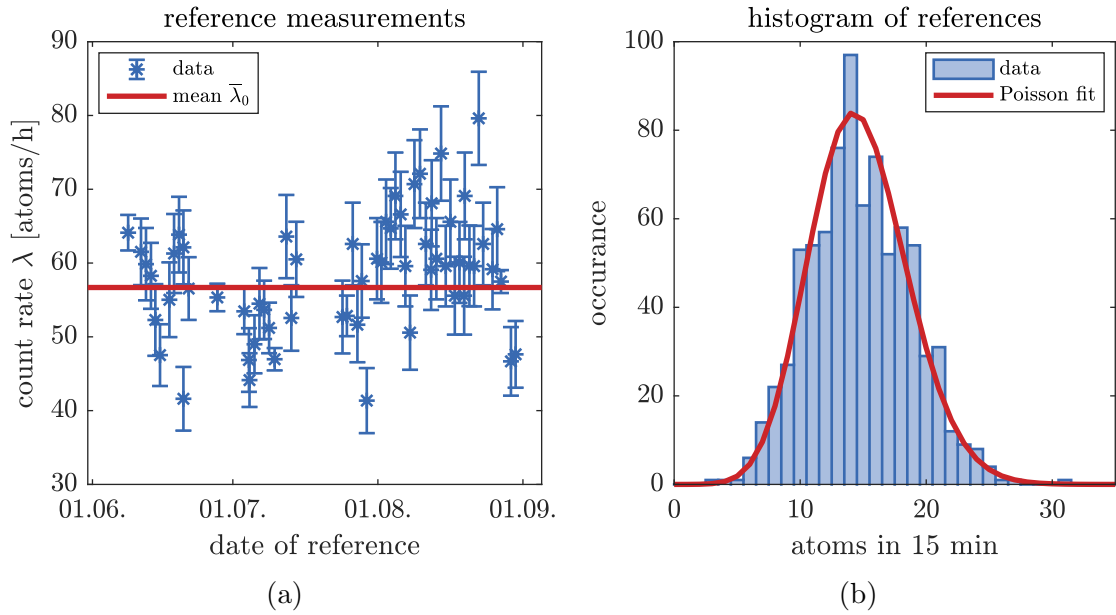 reference measurements
90
80
70
60
50
40
30
count rate λ [atoms/h]
data
mean λ̅₀
01.06.
01.07.
01.08.
01.09.
date of reference
(a)
histogram of references
100
80
60
40
20
0
occurance
data
Poisson fit
0
10
20
30
atoms in 15 min
(b)